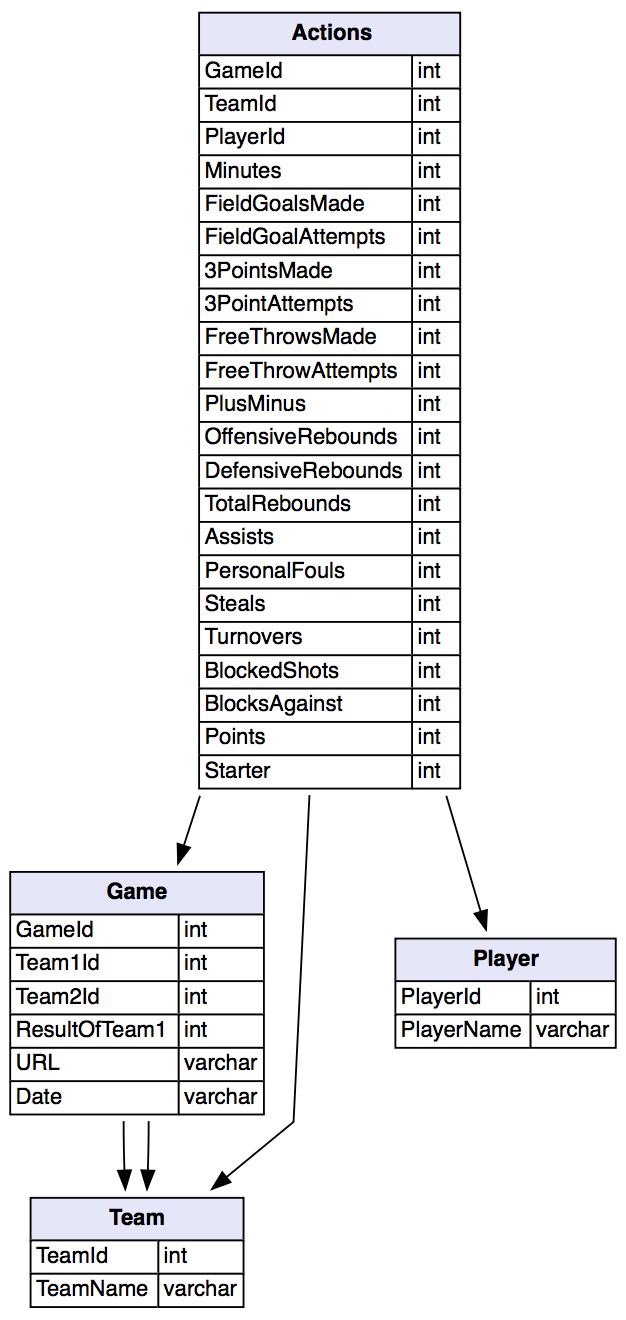 Actions
GameId int
TeamId int
PlayerId int
Minutes int
FieldGoalsMade int
FieldGoalAttempts int
3PointsMade int
3PointAttempts int
FreeThrowsMade int
FreeThrowAttempts int
PlusMinus int
OffensiveRebounds int
DefensiveRebounds int
TotalRebounds int
Assists int
PersonalFouls int
Steals int
Turnovers int
BlockedShots int
BlocksAgainst int
Points int
Starter int
Game
GameId int
Team1Id int
Team2Id int
ResultOfTeam1 int
URL varchar
Date varchar
Player
PlayerId int
PlayerName varchar
Team
TeamId int
TeamName varchar